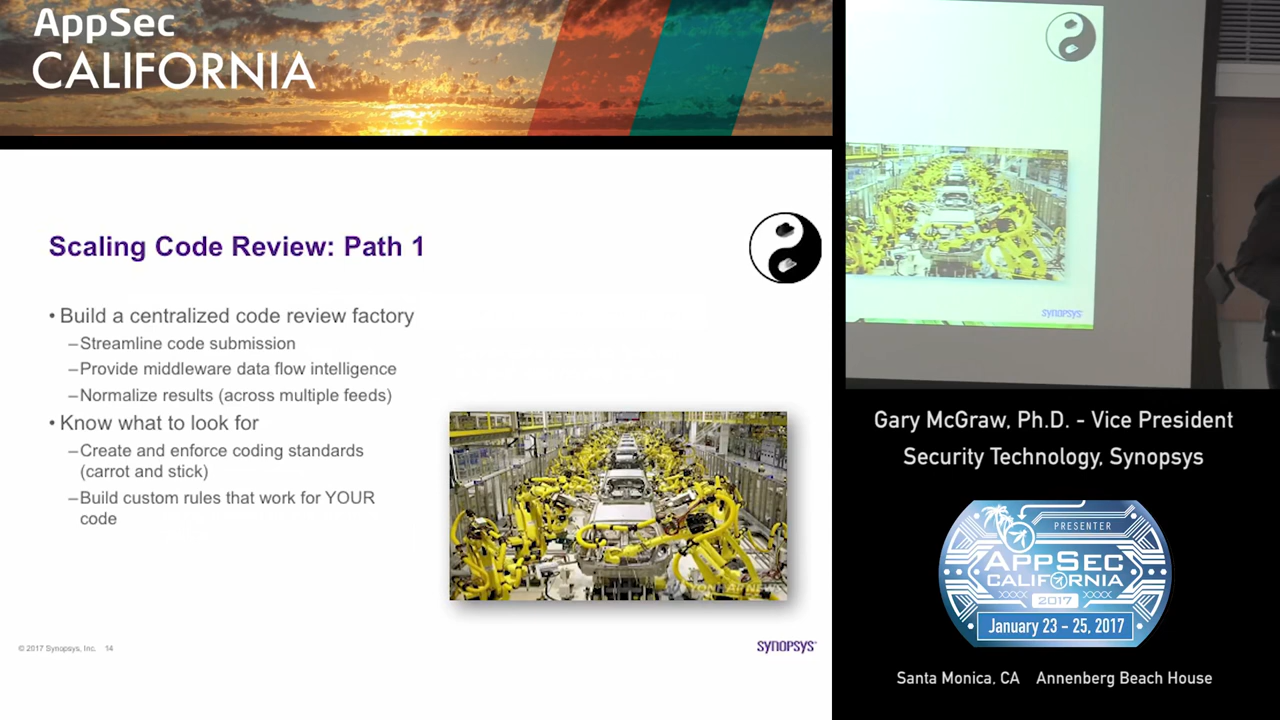 AppSec
CALIFORNIA
Scaling Code Review: Path 1
• Build a centralized code review factory
–Streamline code submission
–Provide middleware data flow intelligence
–Normalize results (across multiple feeds)
• Know what to look for
–Create and enforce coding standards
(carrot and stick)
–Build custom rules that work for YOUR
code
© 2017 Synopsys, Inc. 14
SYNOPSYS
SYNOPSYS
Gary McGraw, Ph.D. - Vice President
Security Technology, Synopsys
PRESENTER
APPSEC
CALIFORNIA
2017
January 23 - 25, 2017
Santa Monica, CA Annenberg Beach House